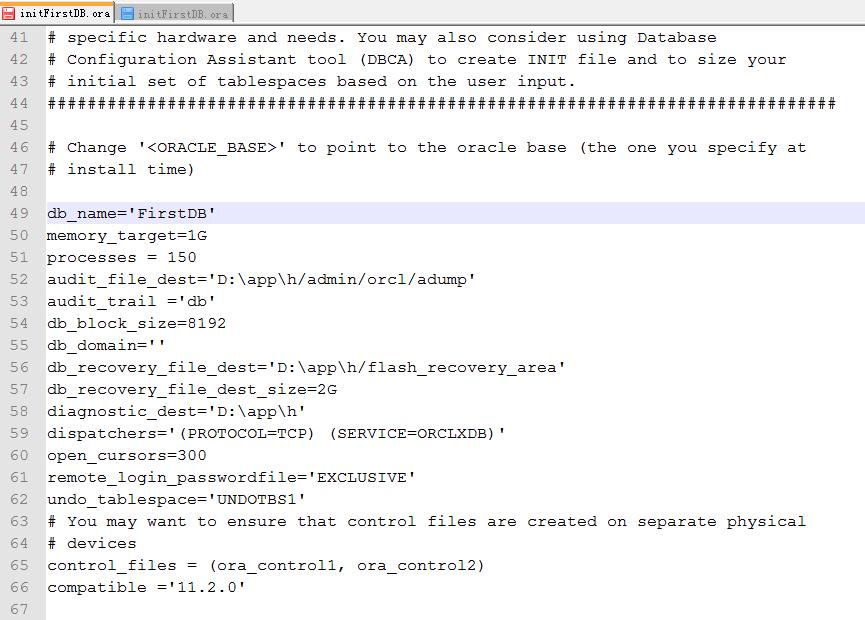 initFirstDB.ora initFirstDB.ora
41 # specific hardware and needs. You may also consider using Database
42 # Configuration Assistant tool (DBCA) to create INIT file and to size your
43 # initial set of tablespaces based on the user input.
44 ###############################################################################
45
46 # Change '<ORACLE_BASE>' to point to the oracle base (the one you specify at
47 # install time)
48
49 db_name='FirstDB'
50 memory_target=1G
51 processes = 150
52 audit_file_dest='D:\app\h/admin/orcl/adump'
53 audit_trail ='db'
54 db_block_size=8192
55 db_domain=''
56 db_recovery_file_dest='D:\app\h/flash_recovery_area'
57 db_recovery_file_dest_size=2G
58 diagnostic_dest='D:\app\h'
59 dispatchers='(PROTOCOL=TCP) (SERVICE=ORCLXDB)'
60 open_cursors=300
61 remote_login_passwordfile='EXCLUSIVE'
62 undo_tablespace='UNDOTBS1'
63 # You may want to ensure that control files are created on separate physical
64 # devices
65 control_files = (ora_control1, ora_control2)
66 compatible ='11.2.0'
67